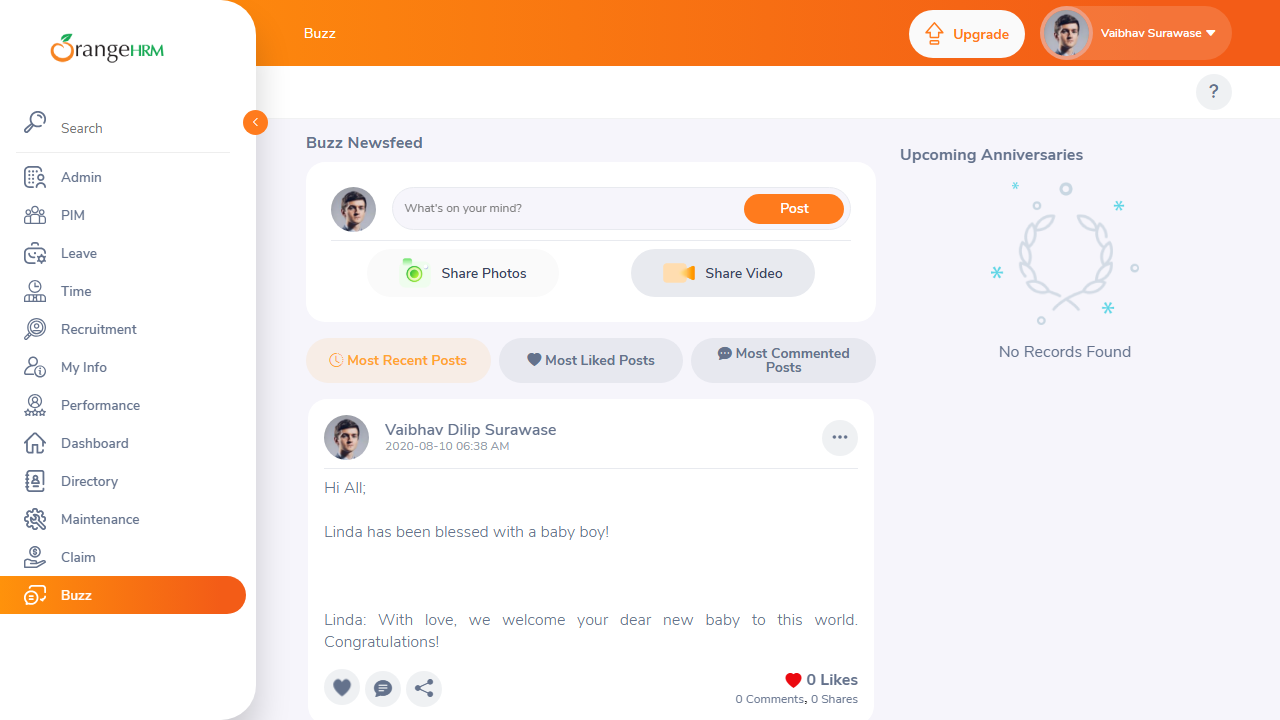 OrangeHRM
Search
Admin
PIM
Leave
Time
Recruitment
My Info
Performance
Dashboard
Directory
Maintenance
Claim
Buzz
Buzz
Upgrade
Vaibhav Surawase
?
Buzz Newsfeed
What's on your mind?
Post
Share Photos
Share Video
Most Recent Posts
Most Liked Posts
Most Commented
Posts
Vaibhav Dilip Surawase
2020-08-10 06:38 AM
Hi All;
Linda has been blessed with a baby boy!
Linda: With love, we welcome your dear new baby to this world.
Congratulations!
0 Likes
0 Comments, 0 Shares
Upcoming Anniversaries
No Records Found